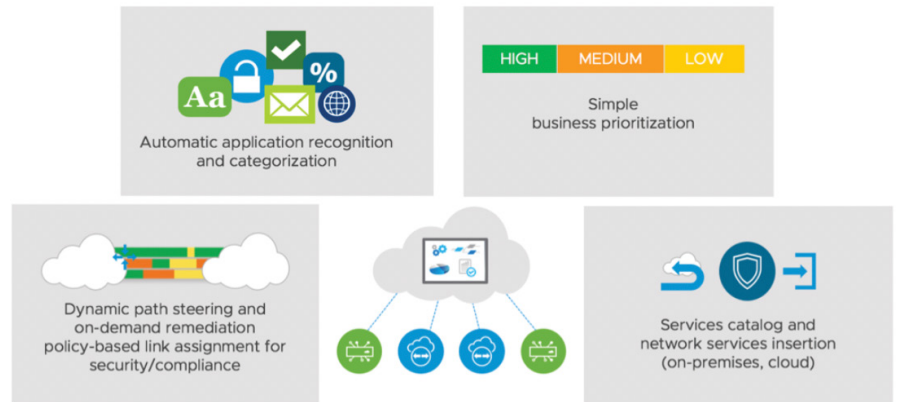 Aa
%
Automatic application recognition
and categorization
HIGH
MEDIUM
LOW
Simple
business prioritization
Dynamic path steering and
on-demand remediation
policy-based link assignment for
security/compliance
Services catalog and
network services insertion
(on-premises, cloud)